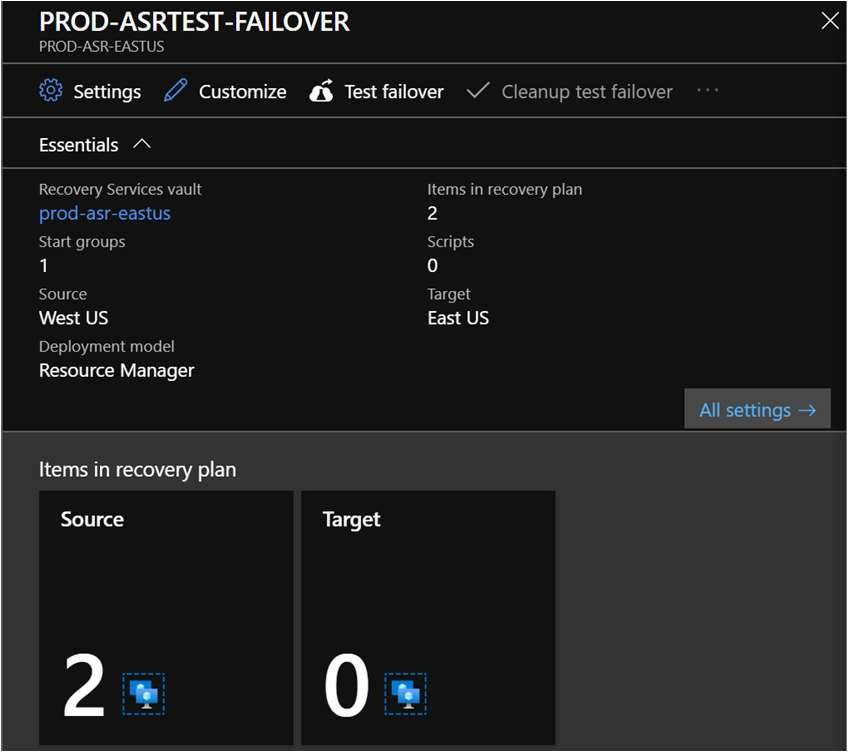 PROD-ASRTEST-FAILOVER
PROD-ASR-EASTUS
Settings Customize Test failover Cleanup test failover ...
Essentials
Recovery Services vault Items in recovery plan
prod-asr-eastus 2
Start groups Scripts
1 0
Source Target
West US East US
Deployment model
Resource Manager
All settings →
Items in recovery plan
Source Target
2 0